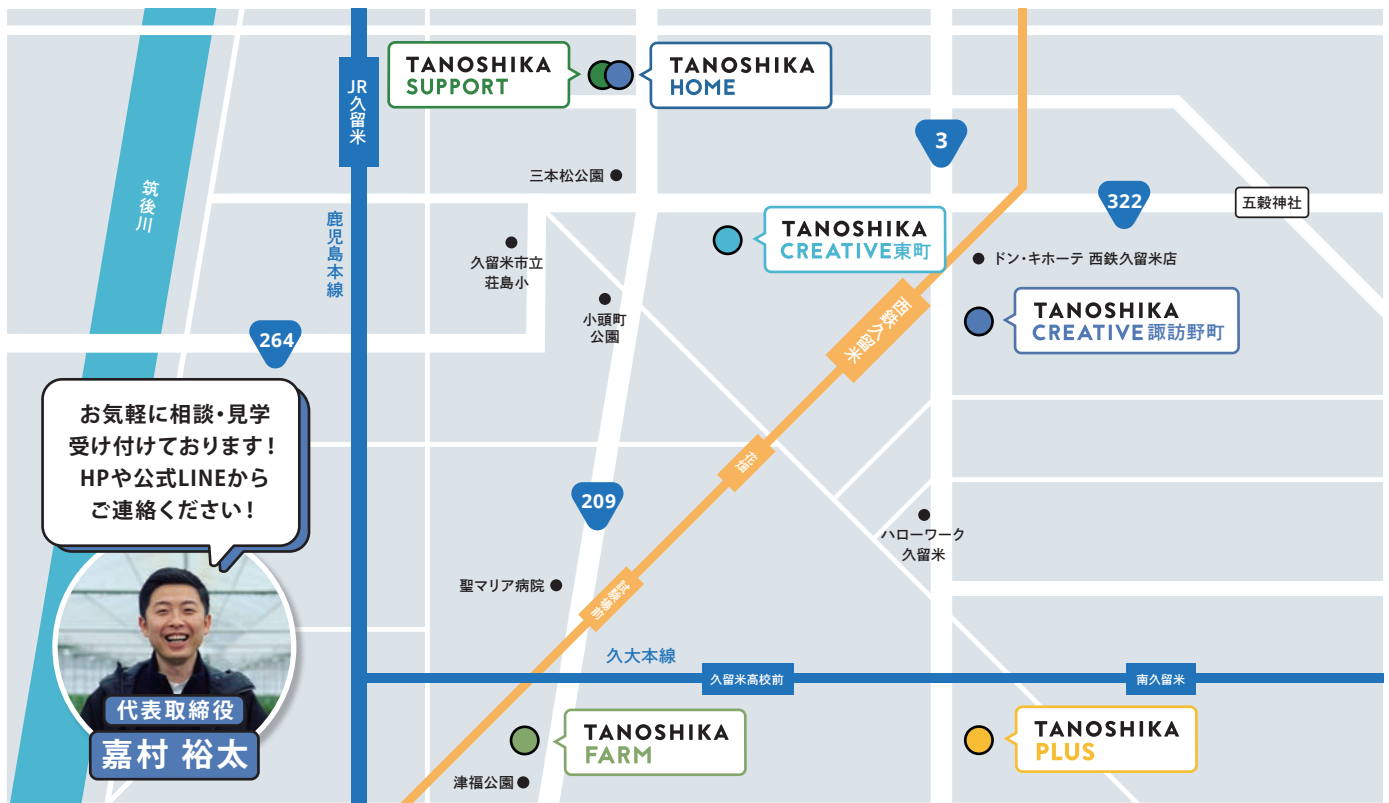 TANOSHIKA
SUPPORT
TANOSHIKA
HOME
JR久留米
3
三本松公園
筑後川
322
五穀神社
鹿児島本線
TANOSHIKA
CREATIVE東町
久留米市立
荘島小
ドン・キホーテ 西鉄久留米店
小頭町
公園
西鉄久留米
TANOSHIKA
CREATIVE 諏訪野町
264
お気軽に相談・見学
受け付けております！
HPや公式LINEから
ご連絡ください！
花畑
209
ハローワーク
久留米
聖マリア病院
試験場前
久大本線
久留米高校前
南久留米
代表取締役
嘉村 裕太
TANOSHIKA
FARM
TANOSHIKA
PLUS
津福公園